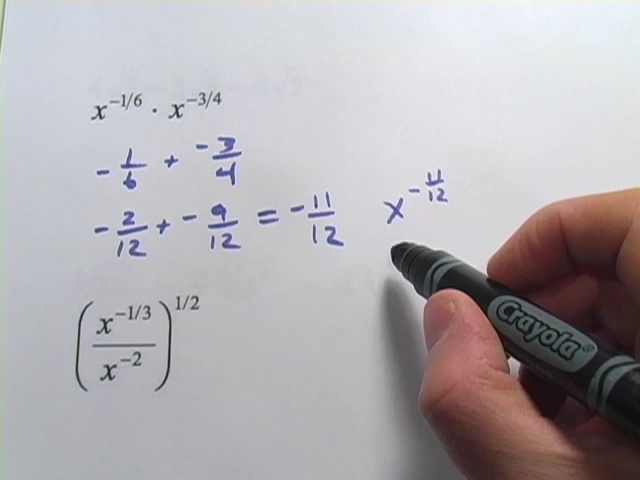 x^{-1/6} · x^{-3/4}
-1/6 + -3/4
-2/12 + -9/12 = -11/12 x^{-11/12}
(x^{-1/3} / x^{-2})^{1/2}
Crayola®